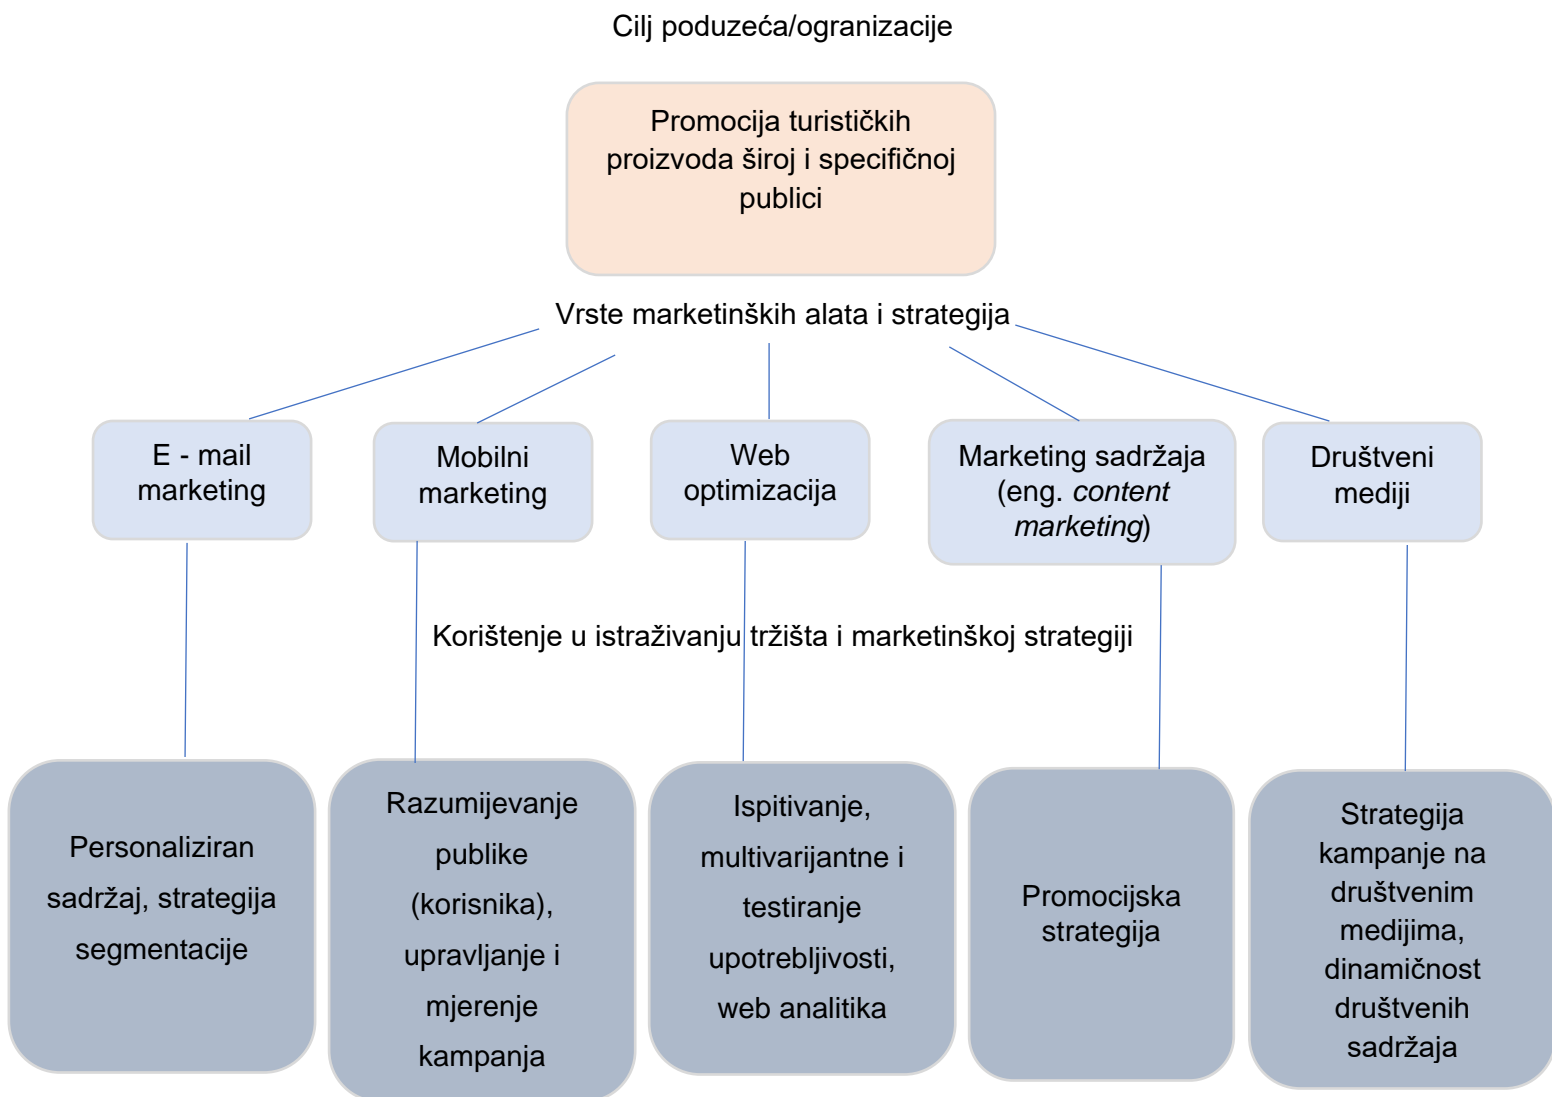 Cilj poduzeća/ogranizacije
Promocija turističkih
proizvoda široj i specifičnoj
publici
Vrste marketinških alata i strategija
E - mail
marketing
Mobilni
marketing
Web
optimizacija
Marketing sadržaja
(eng. content
marketing)
Društveni
mediji
Korištenje u istraživanju tržišta i marketinškoj strategiji
Personaliziran
sadržaj, strategija
segmentacije
Razumijevanje
publike
(korisnika),
upravljanje i
mjerenje
kampanja
Ispitivanje,
multivarijantne i
testiranje
upotrebljivosti,
web analitika
Promocijska
strategija
Strategija
kampanje na
društvenim
medijima,
dinamičnost
društvenih
sadržaja